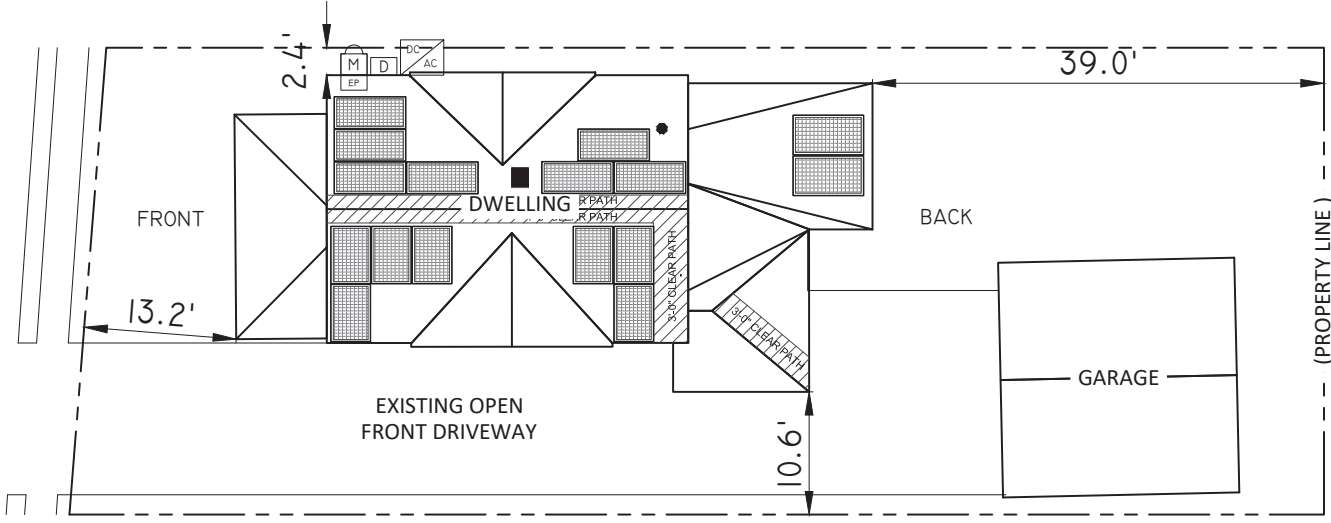 2.4'
M
EP
D
DC
AC
39.0'
FRONT
DWELLING
R PATH
CLEAR PATH
BACK
3'-0" CLEAR PATH
3'-0" CLEAR PATH
13.2'
(PROPERTY LINE )
GARAGE
EXISTING OPEN
FRONT DRIVEWAY
10.6'